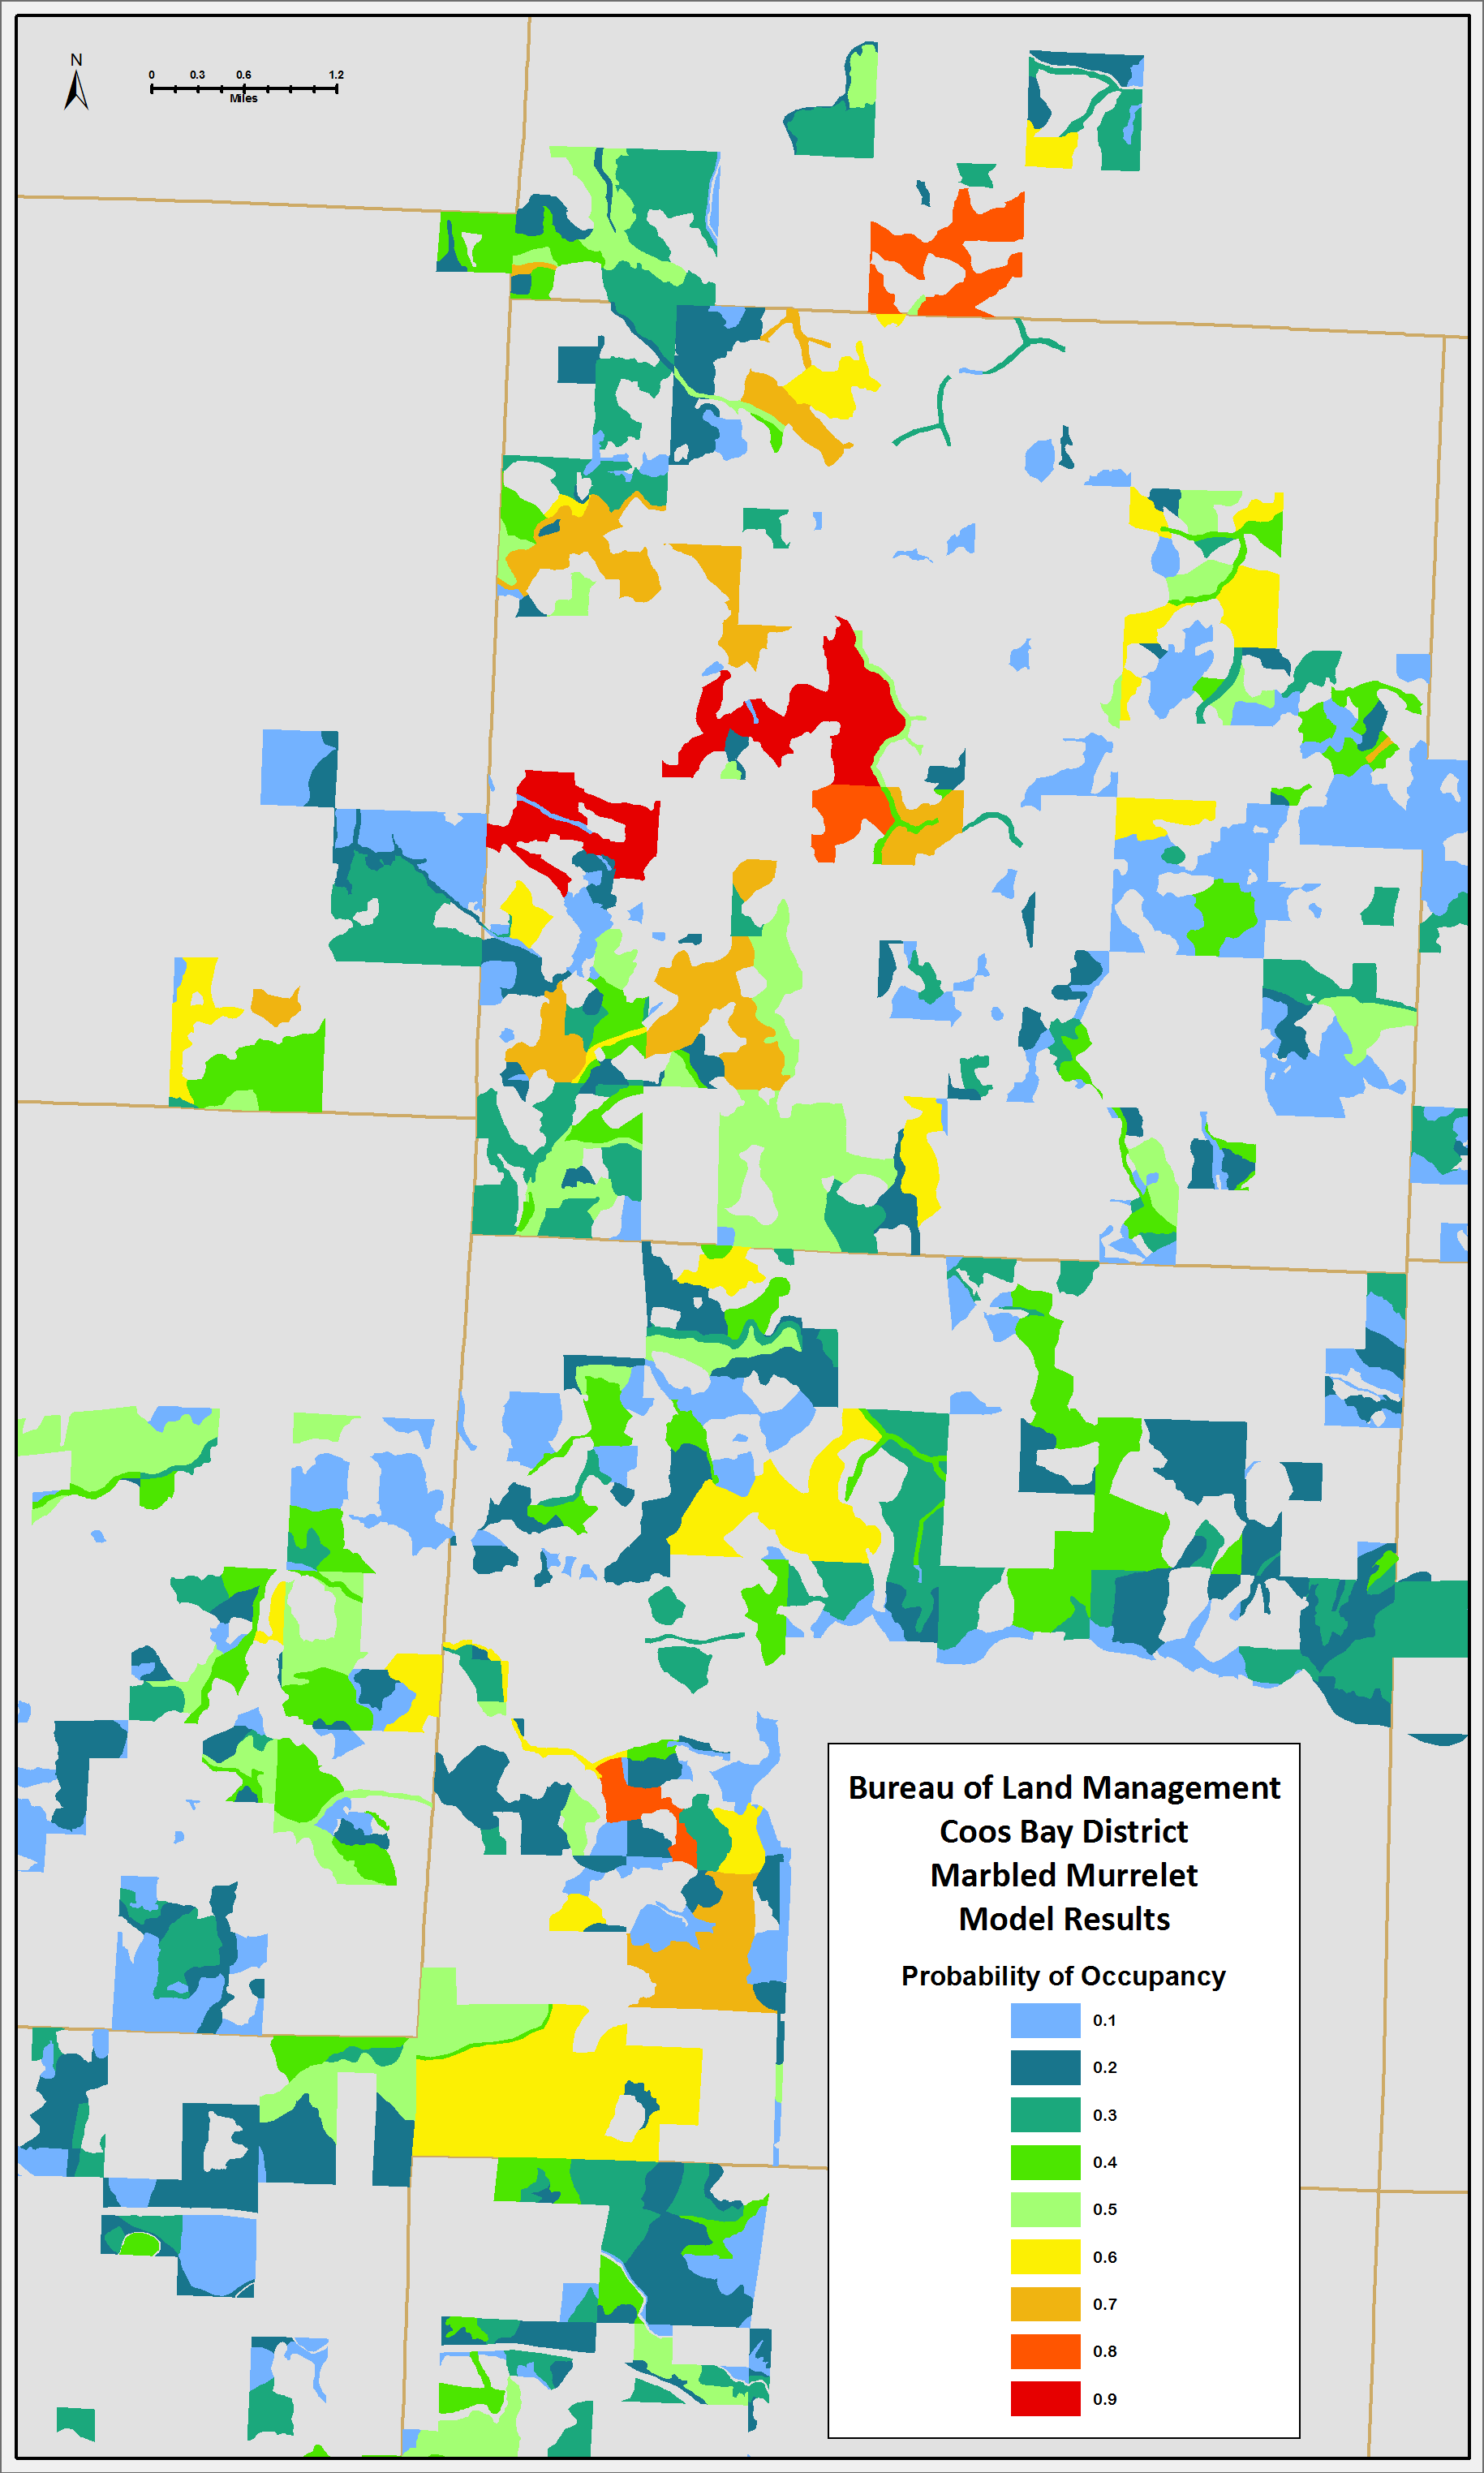 N
0 0.3 0.6 1.2
Miles
Bureau of Land Management
Coos Bay District
Marbled Murrelet
Model Results
Probability of Occupancy
0.1
0.2
0.3
0.4
0.5
0.6
0.7
0.8
0.9